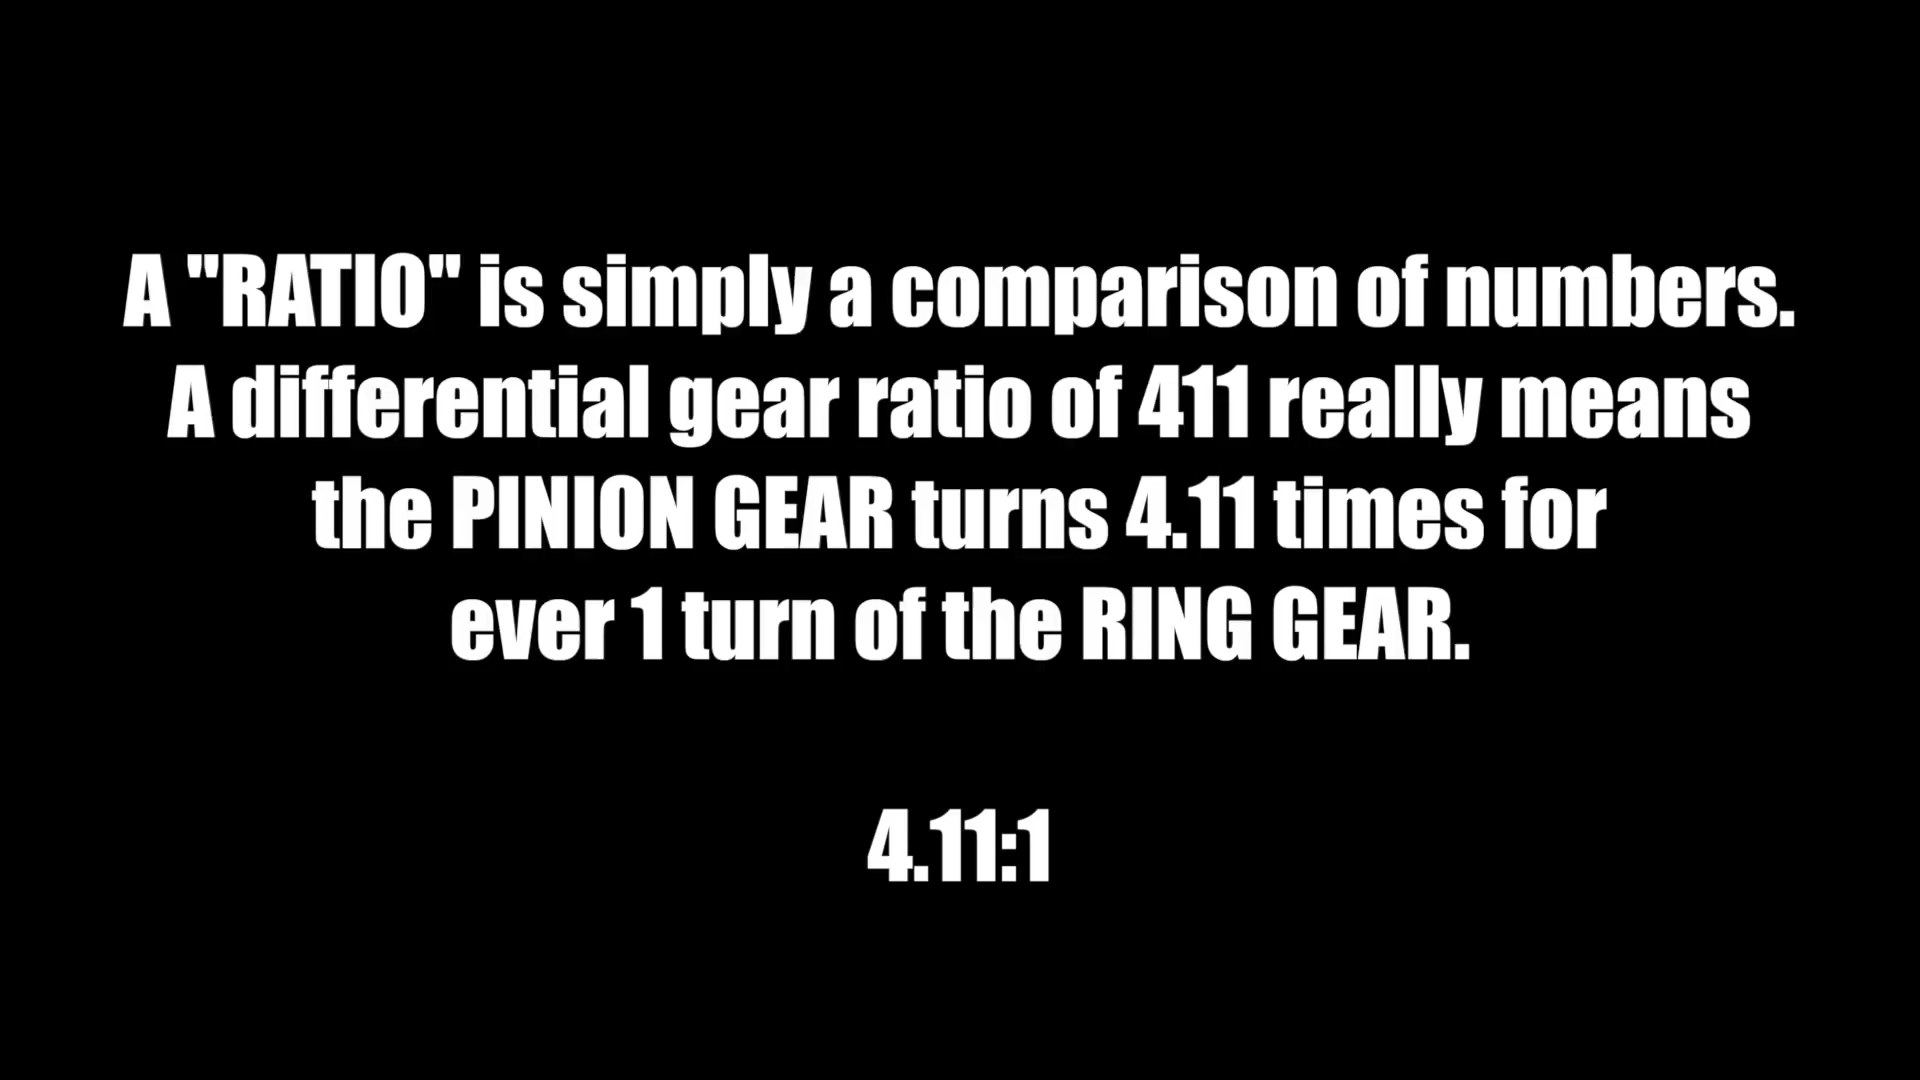 A "RATIO" is simply a comparison of numbers.
A differential gear ratio of 411 really means
the PINION GEAR turns 4.11 times for
ever 1 turn of the RING GEAR.
4.11:1